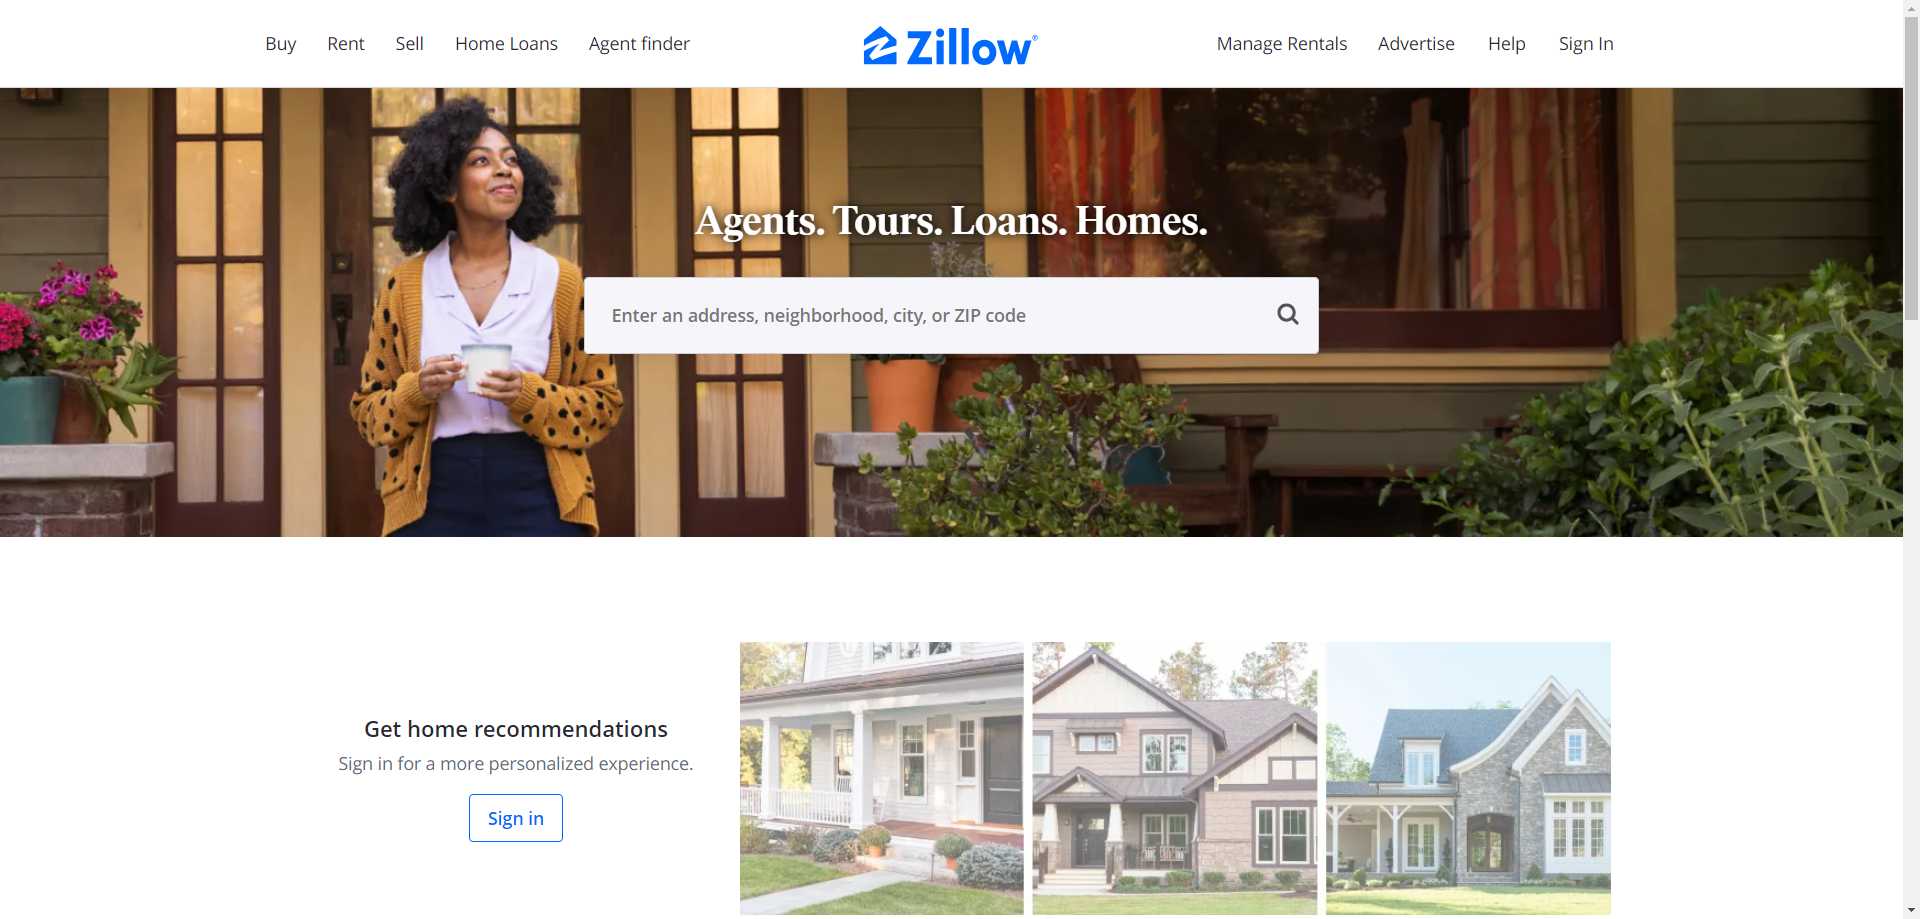 Buy Rent Sell Home Loans Agent finder Zillow® Manage Rentals Advertise Help Sign In
Agents. Tours. Loans. Homes.
Enter an address, neighborhood, city, or ZIP code
Get home recommendations
Sign in for a more personalized experience.
Sign in